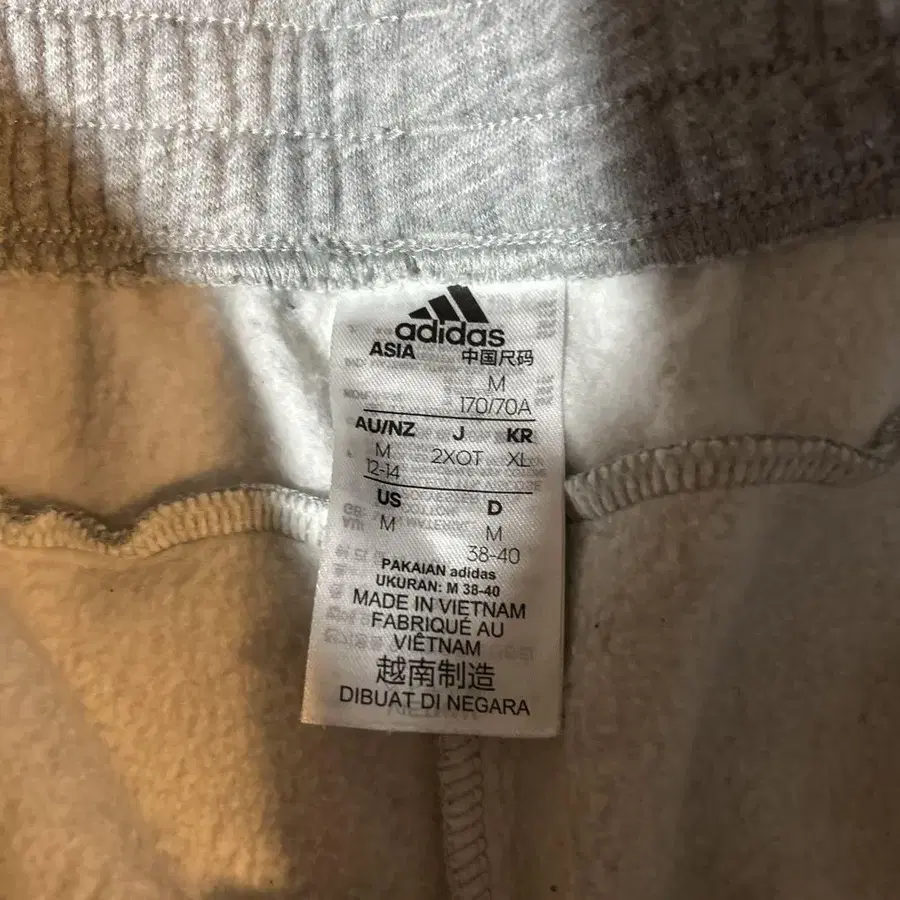 adidas
ASIA 中国尺码
M
170/70A
AU/NZ J KR
M 2XOT XL
12-14
US D
M M
38-40
PAKAIAN adidas
UKURAN: M 38-40
MADE IN VIETNAM
FABRIQUÉ AU
VIÊTNAM
越南制造
DIBUAT DI NEGARA